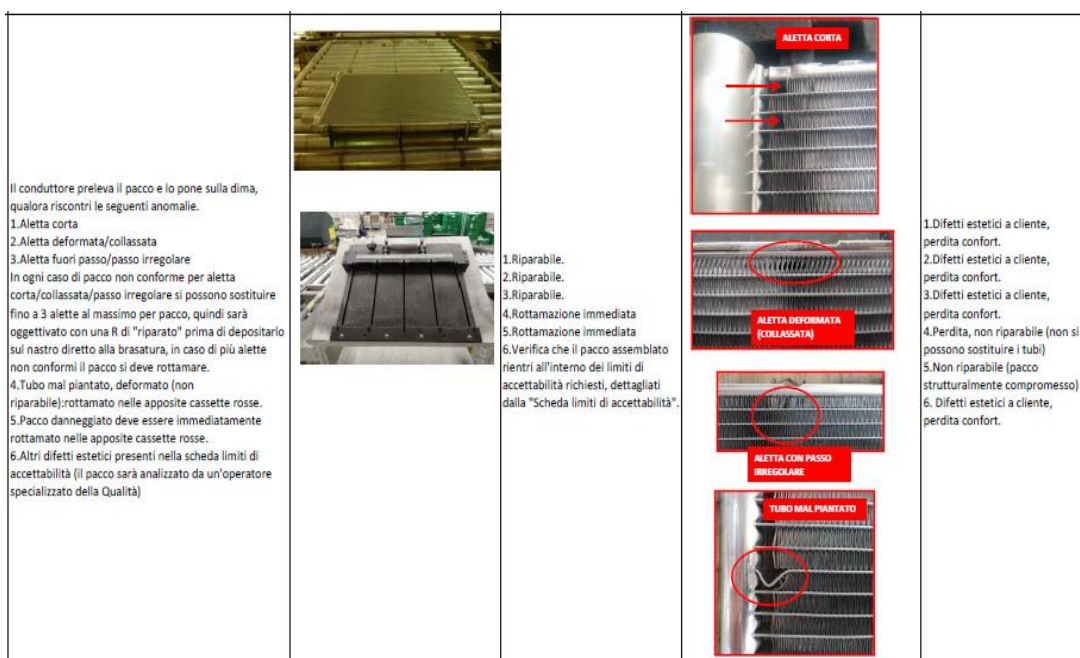 Il conduttore preleva il pacco e lo pone sulla dima,
qualora riscontri le seguenti anomalie.
1.Aletta corta
2.Aletta deformata/collassata
3.Aletta fuori passo/passo irregolare
In ogni caso di pacco non conforme per aletta
corta/collassata/passo irregolare si possono sostituire
fino a 3 alette al massimo per pacco, quindi sarà
oggettivato con una R di "riparato" prima di depositarlo
sul nastro diretto alla brasatura, in caso di più alette
non conformi il pacco si deve rottamare.
4.Tubo mal piantato, deformato (non
riparabile):rottamato nelle apposite cassette rosse.
5.Pacco danneggiato deve essere immediatamente
rottamato nelle apposite cassette rosse.
6.Altri difetti estetici presenti nella scheda limiti di
accettabilità (il pacco sarà analizzato da un'operatore
specializzato della Qualità)
1.Riparabile.
2.Riparabile.
3.Riparabile.
4.Rottamazione immediata
5.Rottamazione immediata
6.Verifica che il pacco assemblato
rientri all'interno dei limiti di
accettabilità richiesti, dettagliati
dalla "Scheda limiti di accettabilità".
ALETTA CORTA
ALETTA DEFORMATA
(COLLASSATA)
ALETTA CON PASSO
IRREGOLARE
TUBO MAL PIANTATO
1.Difetti estetici a cliente,
perdita confort.
2.Difetti estetici a cliente,
perdita confort.
3.Difetti estetici a cliente,
perdita confort
4.Perdita, non riparabile (non si
possono sostituire i tubi)
5.Non riparabile (pacco
strutturalmente compromesso)
6. Difetti estetici a cliente,
perdita confort.